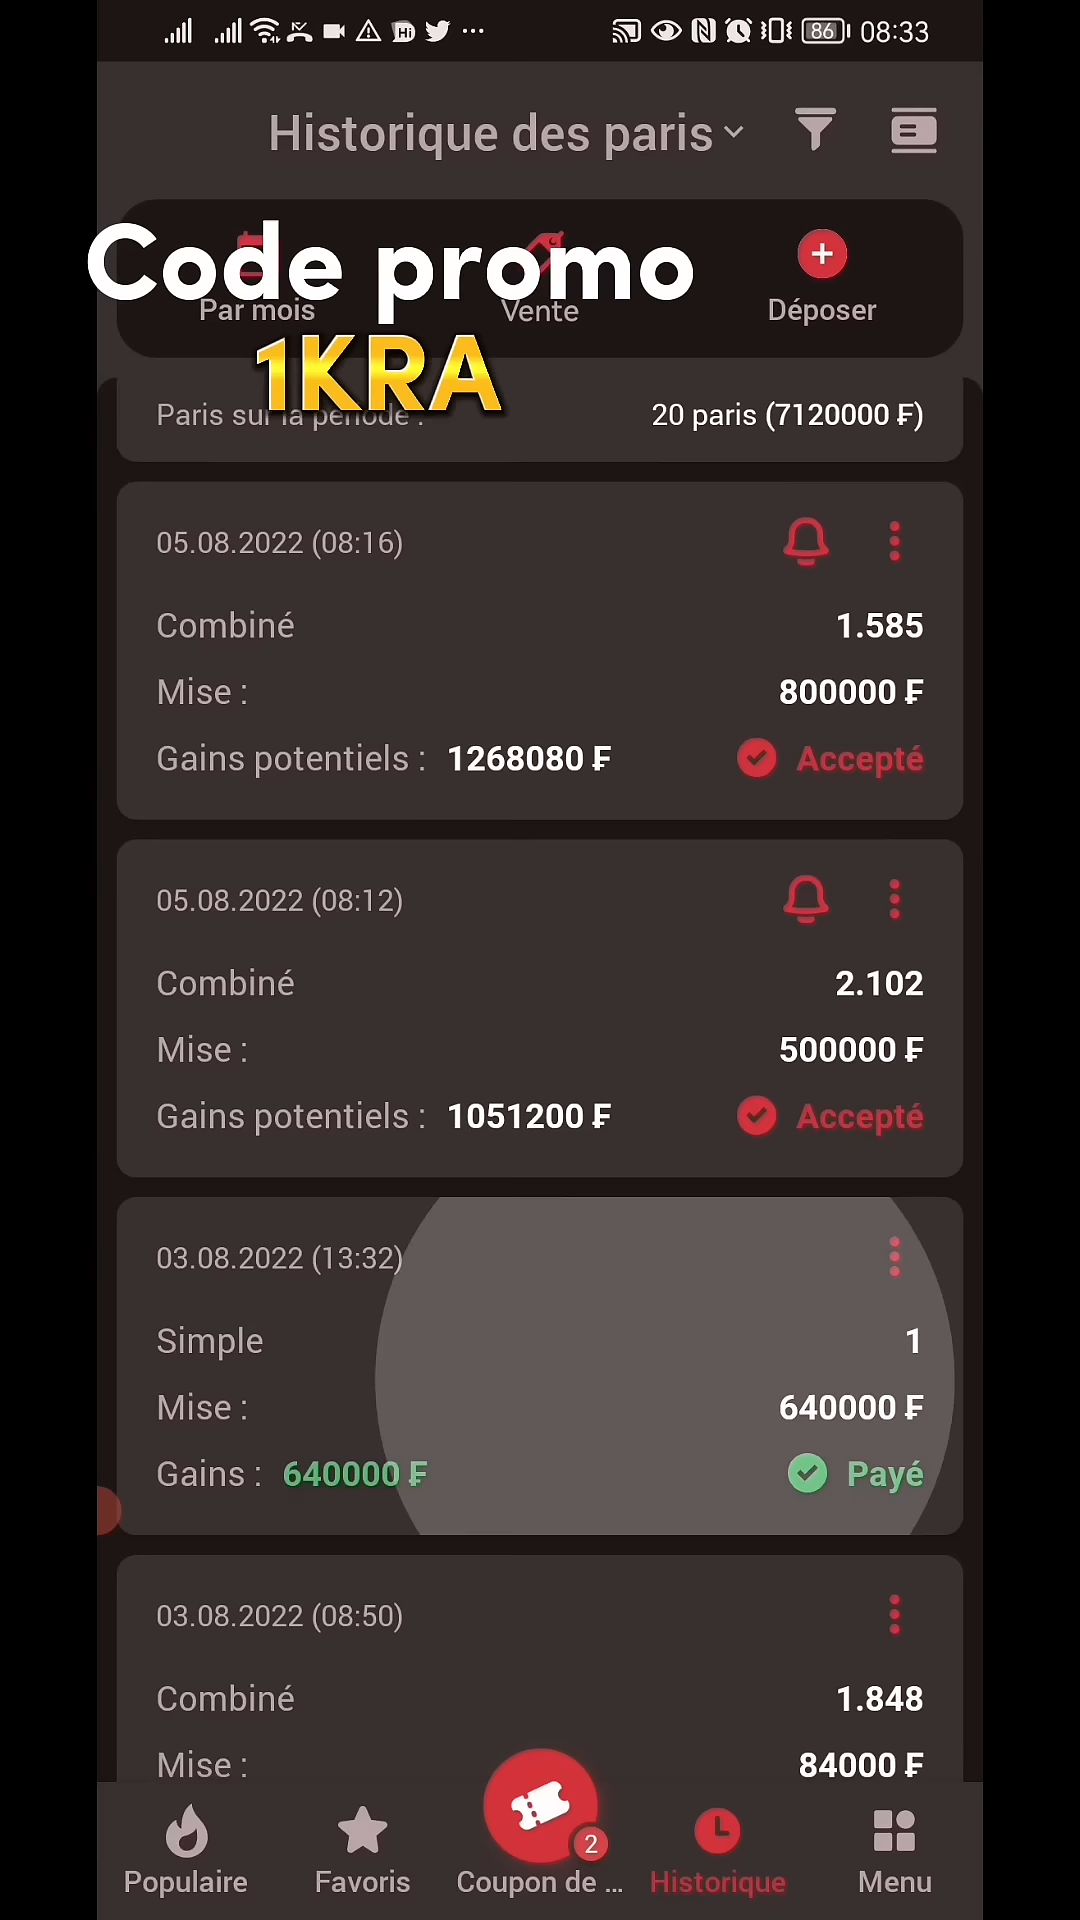 86 08:33
Historique des paris
Code promo
Par mois
Vente
Déposer
1KRA
Paris sur la période : 20 paris (7120000 ₣)
05.08.2022 (08:16)
Combiné 1.585
Mise : 800000 ₣
Gains potentiels : 1268080 ₣ Accepté
05.08.2022 (08:12)
Combiné 2.102
Mise : 500000 ₣
Gains potentiels : 1051200 ₣ Accepté
03.08.2022 (13:32)
Simple 1
Mise : 640000 ₣
Gains : 640000 ₣ Payé
03.08.2022 (08:50)
Combiné 1.848
Mise : 84000 ₣
2
Populaire Favoris Coupon de ... Historique Menu